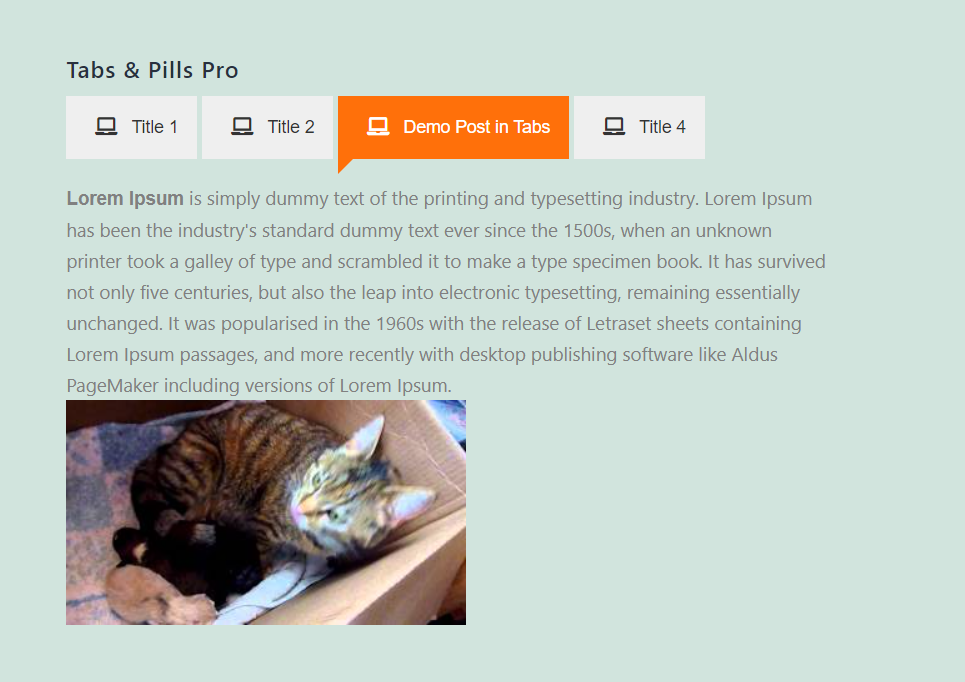 Tabs & Pills Pro
Title 1 Title 2 Demo Post in Tabs Title 4
Lorem Ipsum is simply dummy text of the printing and typesetting industry. Lorem Ipsum
has been the industry's standard dummy text ever since the 1500s, when an unknown
printer took a galley of type and scrambled it to make a type specimen book. It has survived
not only five centuries, but also the leap into electronic typesetting, remaining essentially
unchanged. It was popularised in the 1960s with the release of Letraset sheets containing
Lorem Ipsum passages, and more recently with desktop publishing software like Aldus
PageMaker including versions of Lorem Ipsum.